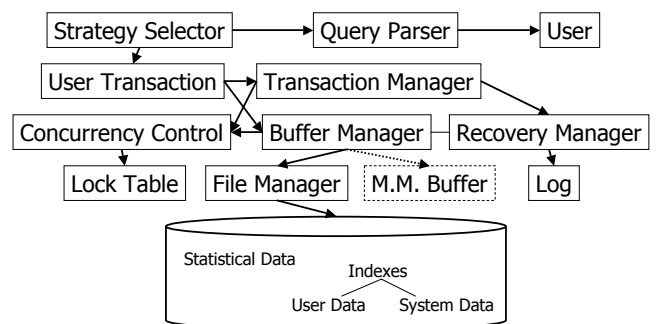 Strategy Selector Query Parser User
User Transaction Transaction Manager
Concurrency Control Buffer Manager Recovery Manager
Lock Table File Manager M.M. Buffer Log
Statistical Data
Indexes
User Data System Data